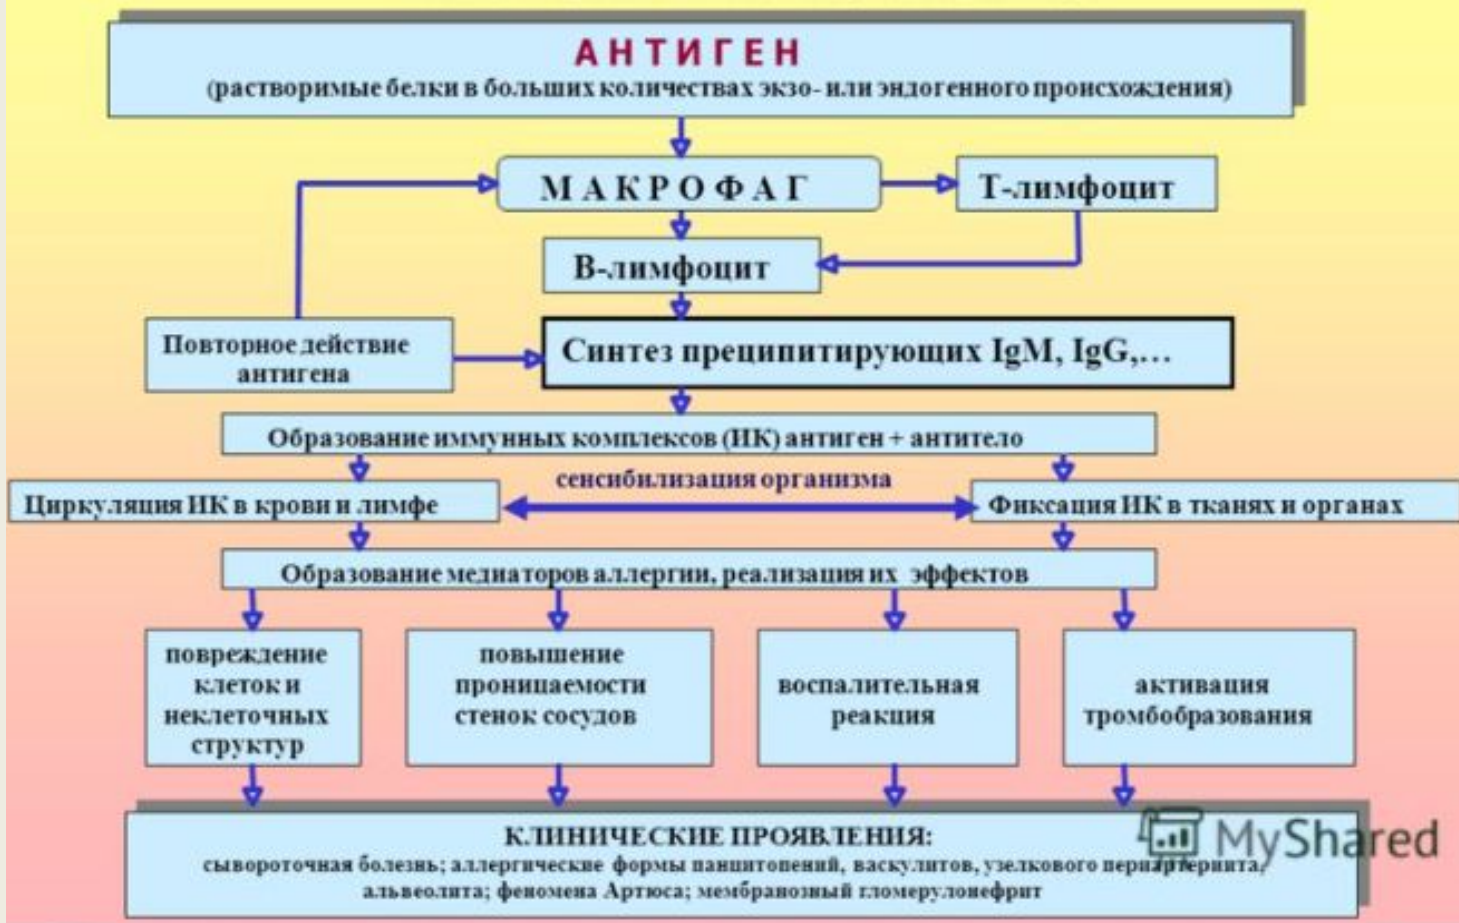 АНТИГЕН
(растворимые белки в больших количествах экзо- или эндогенного происхождения)
МАКРОФАГ
Т-лимфоцит
В-лимфоцит
Повторное действие
антигена
Синтез преципитирующих IgM, IgG,...
Образование иммунных комплексов (ИК) антиген + антитело
сенсибилизация организма
Циркуляция ИК в крови и лимфе
Фиксация ИК в тканях и органах
Образование медиаторов аллергии, реализация их эффектов
повреждение
клеток и
неклеточных
структур
повышение
проницаемости
стенок сосудов
воспалительная
реакция
активация
тромбобразования
КЛИНИЧЕСКИЕ ПРОЯВЛЕНИЯ:
сывороточная болезнь; аллергические формы панцитопений, васкулитов, узелкового периартериита,
альвеолита; феномена Артюса; мембранозный гломерулонефрит
MyShared